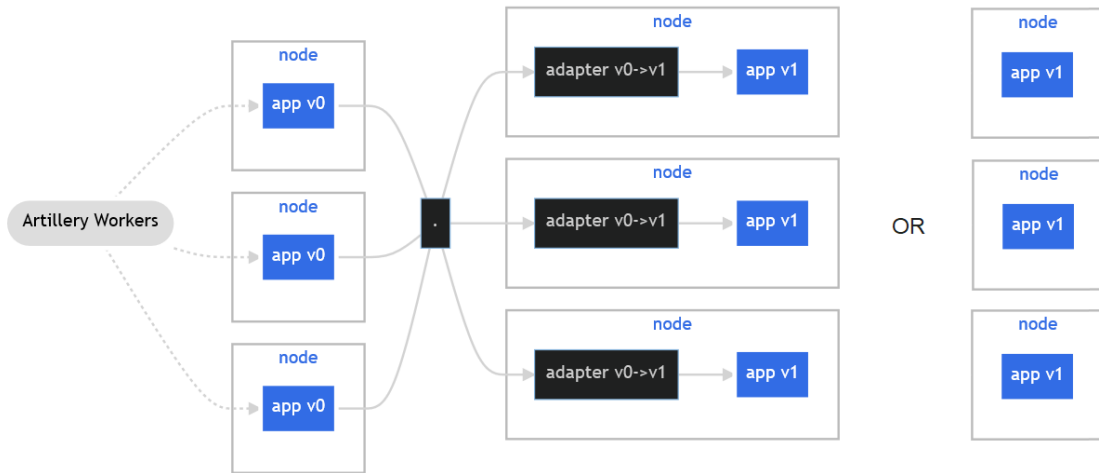 Artillery Workers
node
app v0
node
app v0
node
app v0
.
node
adapter v0->v1
app v1
node
adapter v0->v1
app v1
node
adapter v0->v1
app v1
OR
node
app v1
node
app v1
node
app v1